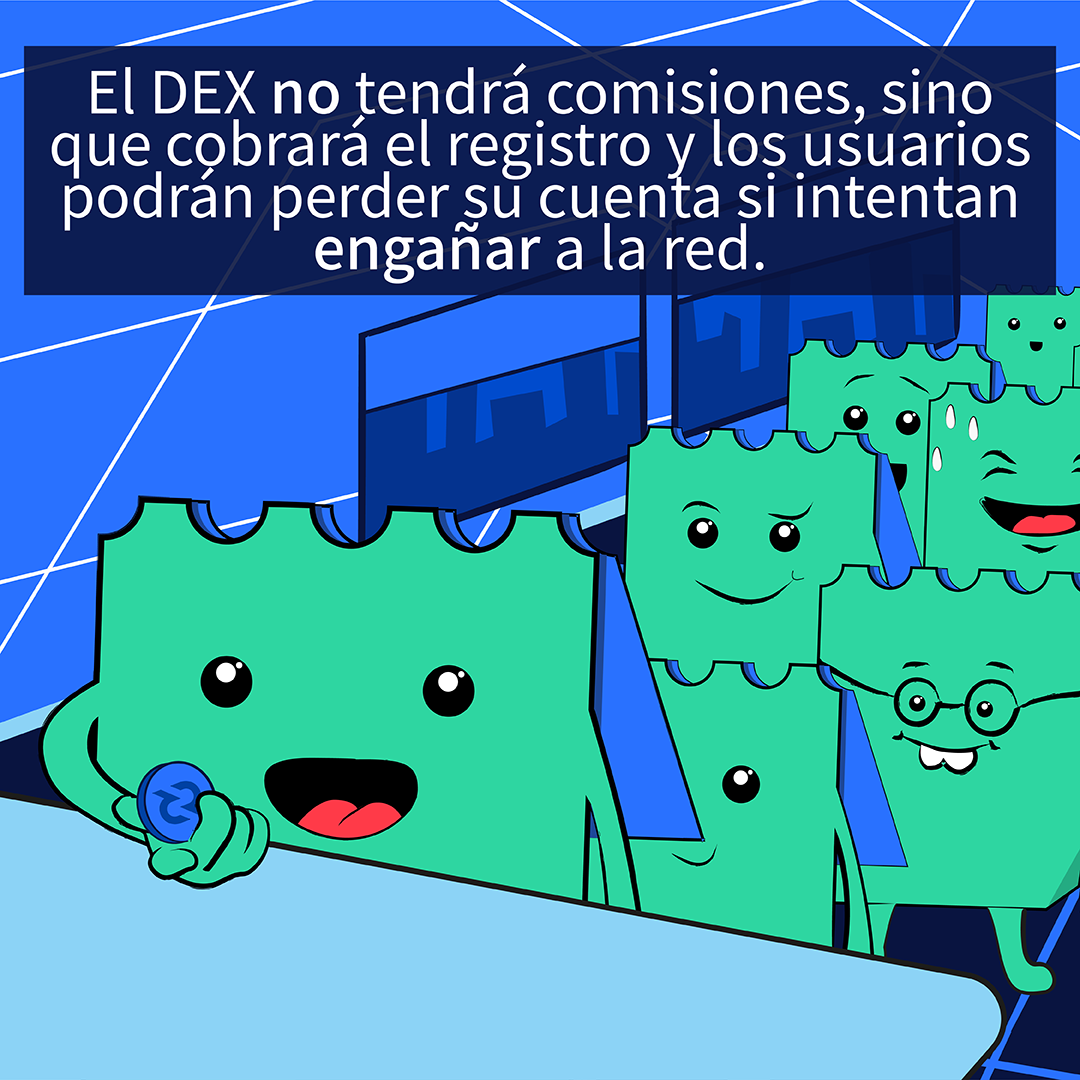 El DEX no tendrá comisiones, sino
que cobrará el registro y los usuarios
podrán perder su cuenta si intentan
engañar a la red.